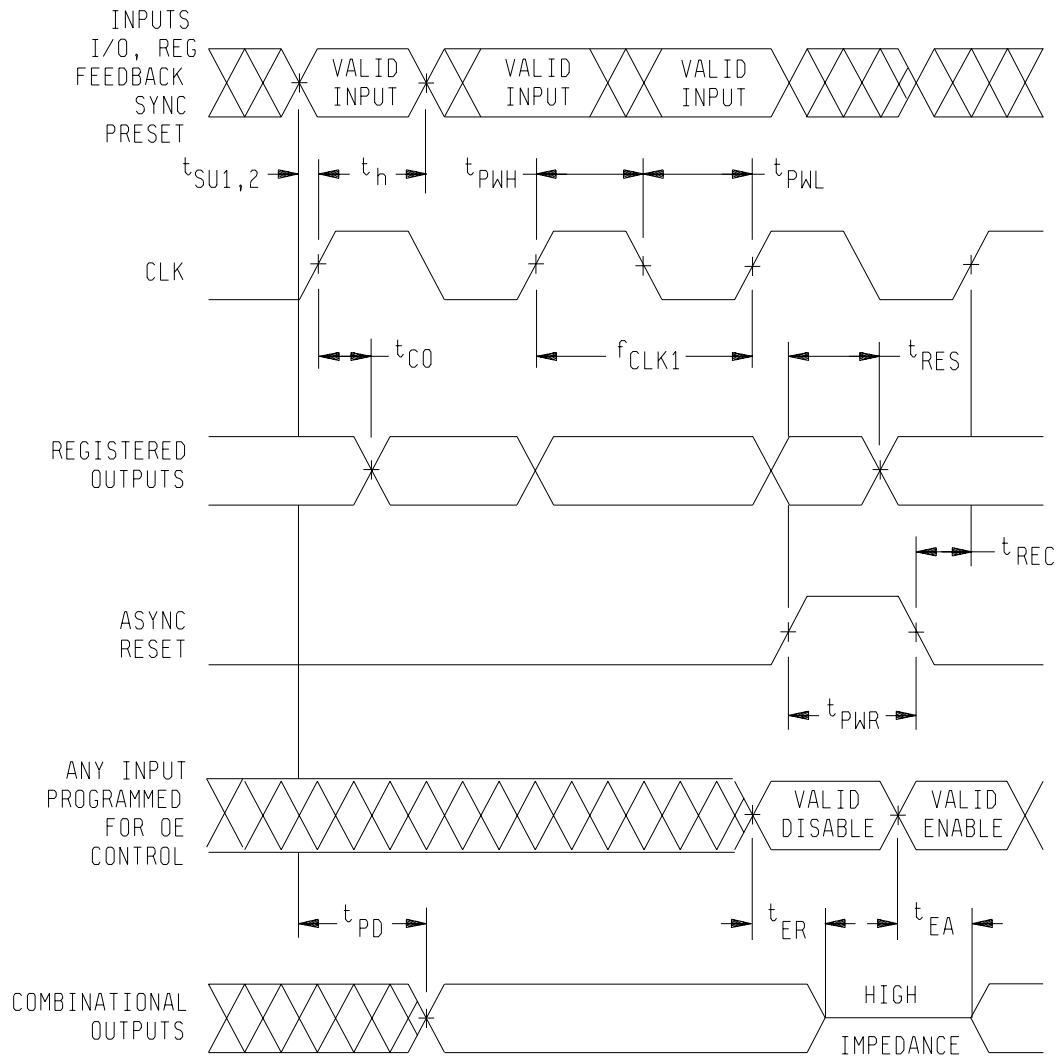 INPUTS
I/O, REG
FEEDBACK
SYNC
PRESET
VALID
INPUT
VALID
INPUT
VALID
INPUT
tSU1,2
th
tPWH
tPWL
CLK
tCO
fCLK1
tRES
REGISTERED
OUTPUTS
tREC
ASYNC
RESET
tPWR
ANY INPUT
PROGRAMMED
FOR OE
CONTROL
VALID
DISABLE
VALID
ENABLE
tPD
tER
tEA
COMBINATIONAL
OUTPUTS
HIGH
IMPEDANCE